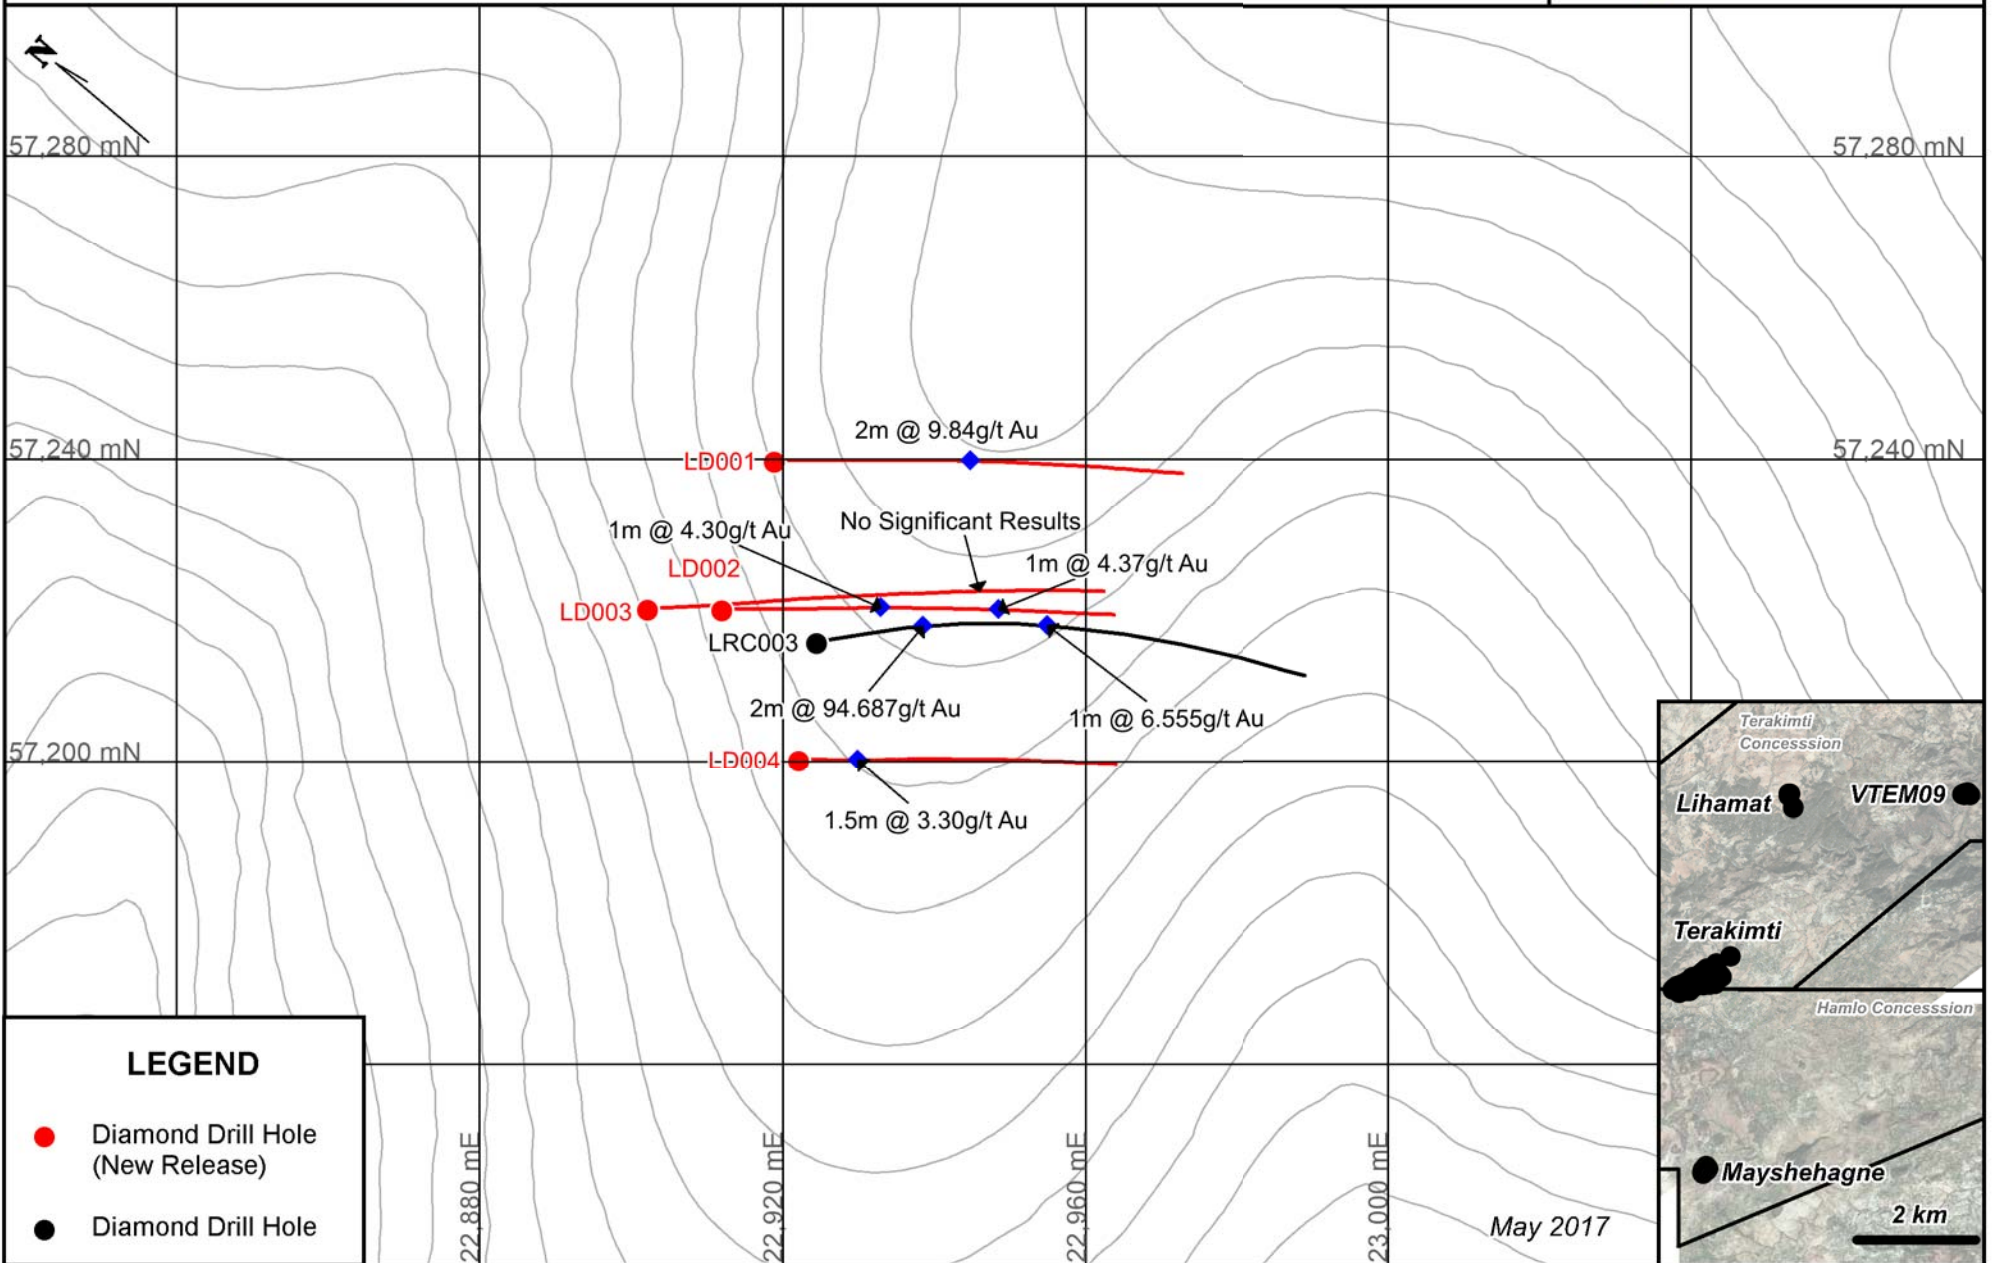 N
57,280 mN
57,280 mN
57,240 mN
57,240 mN
2m @ 9.84g/t Au
LD001
1m @ 4.30g/t Au
No Significant Results
1m @ 4.37g/t Au
LD002
LD003
LRC003
2m @ 94.687g/t Au
1m @ 6.555g/t Au
57,200 mN
LD004
1.5m @ 3.30g/t Au
Terakimti
Concesssion
Lihamat
VTEM09
Terakimti
Hamlo Concesssion
Mayshehagne
2 km
LEGEND
Diamond Drill Hole
(New Release)
Diamond Drill Hole
22,880 mE
22,920 mE
22,960 mE
23,000 mE
May 2017